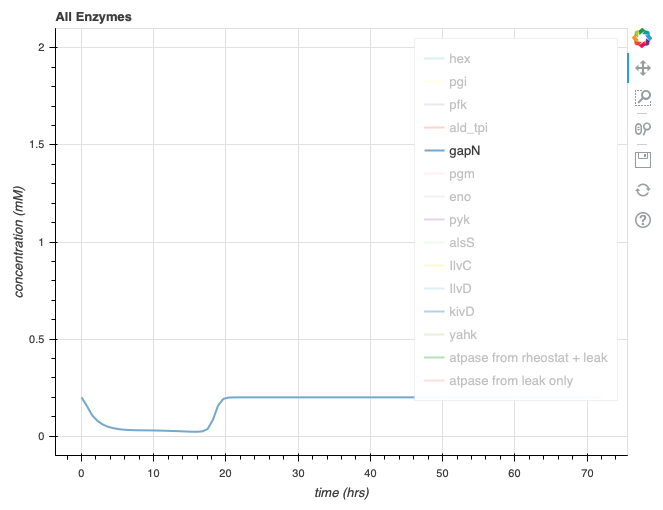 All Enzymes
2
1.5
1
0.5
0
concentration (mM)
hex
pgi
pfk
ald_tpi
gapN
pgm
eno
pyk
alsS
IlvC
IlvD
kivD
yahk
atpase from rheostat + leak
atpase from leak only
0 10 20 30 40 50 60 70
time (hrs)